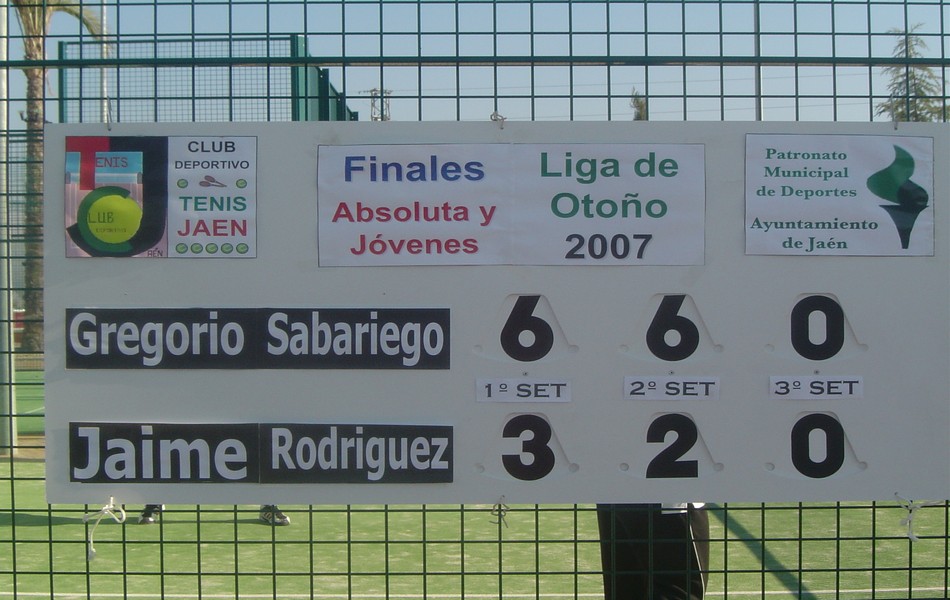 TENIS
CLUB
CLUB
DEPORTIVO
TENIS
JAEN
Finales
Absoluta y
Jóvenes
Liga de
Otoño
2007
Patronato
Municipal
de Deportes
Ayuntamiento
de Jaén
Gregorio Sabariego 6 6 0
1º SET 2º SET 3º SET
Jaime Rodriguez 3 2 0